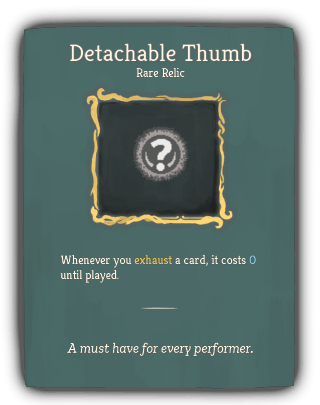 Detachable Thumb
Rare Relic
?
Whenever you exhaust a card, it costs 0
until played.
A must have for every performer.